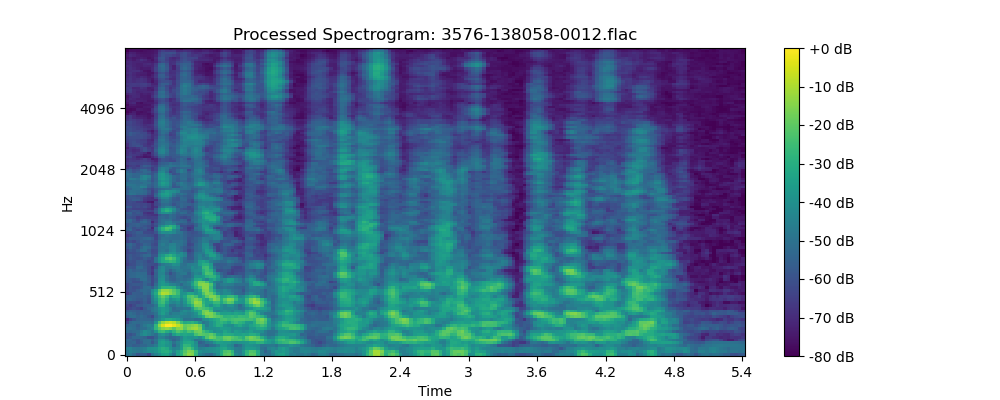 Processed Spectrogram: 3576-138058-0012.flac
Hz
4096
2048
1024
512
0
0
0.6
1.2
1.8
2.4
3
3.6
4.2
4.8
5.4
Time
+0 dB
-10 dB
-20 dB
-30 dB
-40 dB
-50 dB
-60 dB
-70 dB
-80 dB